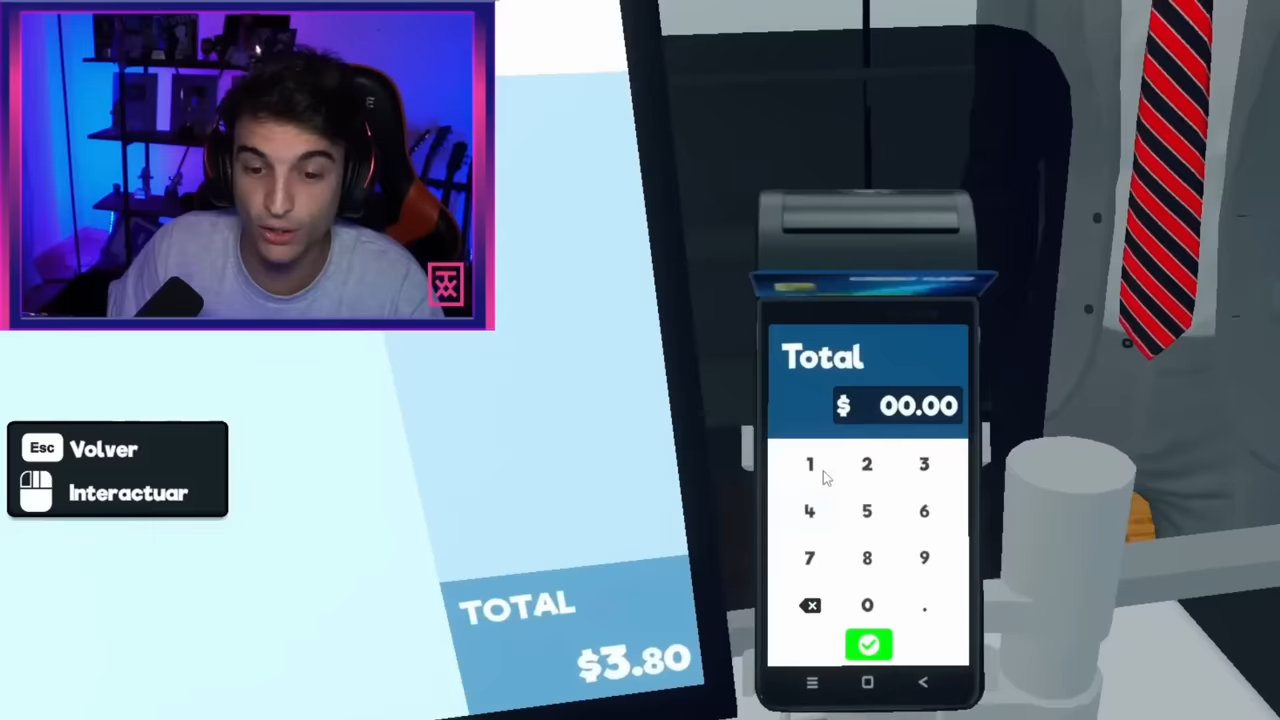 Esc Volver
Interactuar
TOTAL
$3.80
Total
$ 00.00
1 2 3
4 5 6
7 8 9
0 .